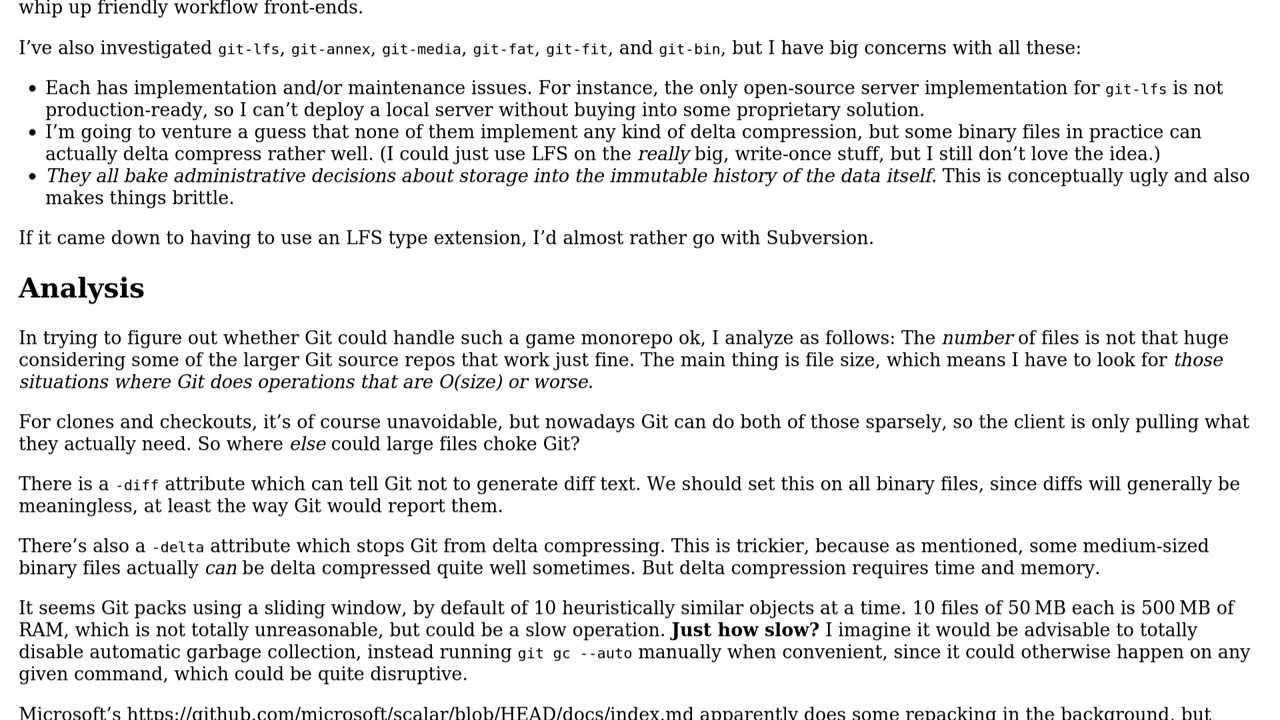 whip up friendly workflow front-ends.
I’ve also investigated git-lfs, git-annex, git-media, git-fat, git-fit, and git-bin, but I have big concerns with all these:
• Each has implementation and/or maintenance issues. For instance, the only open-source server implementation for git-lfs is not
production-ready, so I can’t deploy a local server without buying into some proprietary solution.
• I’m going to venture a guess that none of them implement any kind of delta compression, but some binary files in practice can
actually delta compress rather well. (I could just use LFS on the really big, write-once stuff, but I still don’t love the idea.)
• They all bake administrative decisions about storage into the immutable history of the data itself. This is conceptually ugly and also
makes things brittle.
If it came down to having to use an LFS type extension, I’d almost rather go with Subversion.
Analysis
In trying to figure out whether Git could handle such a game monorepo ok, I analyze as follows: The number of files is not that huge
considering some of the larger Git source repos that work just fine. The main thing is file size, which means I have to look for those
situations where Git does operations that are O(size) or worse.
For clones and checkouts, it’s of course unavoidable, but nowadays Git can do both of those sparsely, so the client is only pulling what
they actually need. So where else could large files choke Git?
There is a -diff attribute which can tell Git not to generate diff text. We should set this on all binary files, since diffs will generally be
meaningless, at least the way Git would report them.
There’s also a -delta attribute which stops Git from delta compressing. This is trickier, because as mentioned, some medium-sized
binary files actually can be delta compressed quite well sometimes. But delta compression requires time and memory.
It seems Git packs using a sliding window, by default of 10 heuristically similar objects at a time. 10 files of 50 MB each is 500 MB of
RAM, which is not totally unreasonable, but could be a slow operation. Just how slow? I imagine it would be advisable to totally
disable automatic garbage collection, instead running git gc --auto manually when convenient, since it could otherwise happen on any
given command, which could be quite disruptive.
Microsoft’s https://github.com/microsoft/scalar/blob/HEAD/docs/index.md apparently does some repacking in the background, but